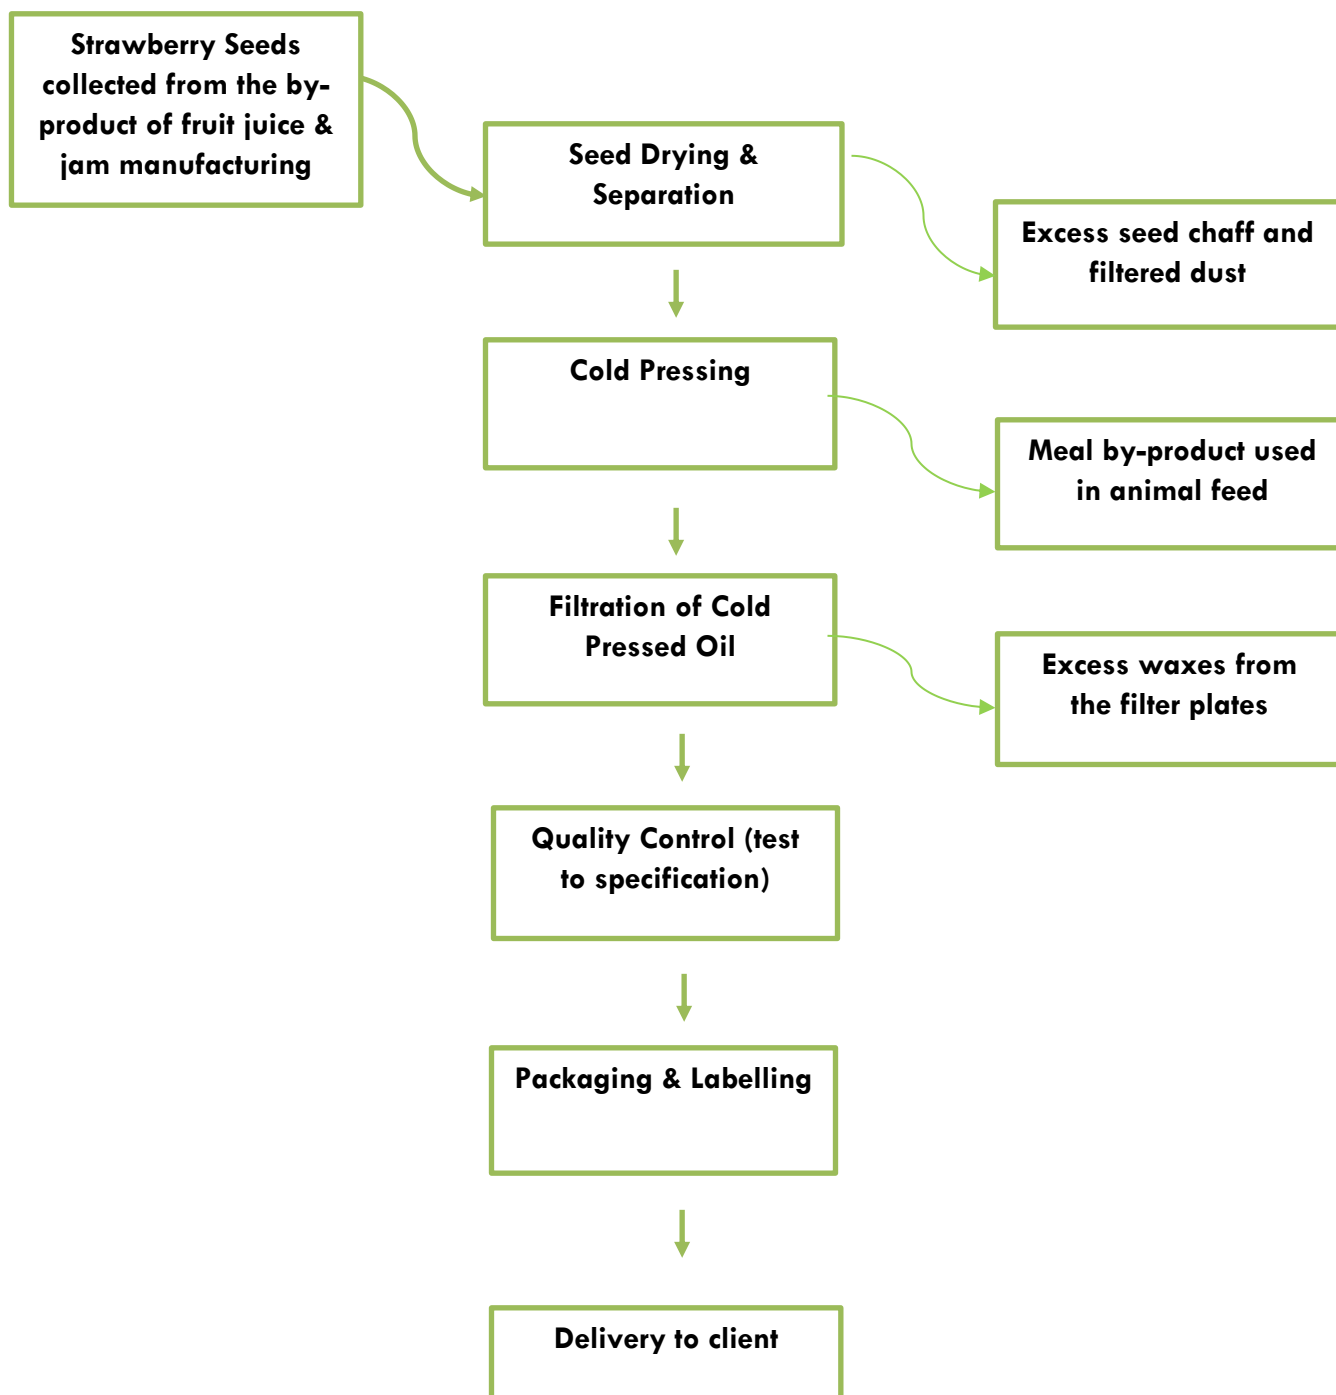 Strawberry Seeds
collected from the by-
product of fruit juice &
jam manufacturing
Seed Drying &
Separation
Excess seed chaff and
filtered dust
Cold Pressing
Meal by-product used
in animal feed
Filtration of Cold
Pressed Oil
Excess waxes from
the filter plates
Quality Control (test
to specification)
Packaging & Labelling
Delivery to client